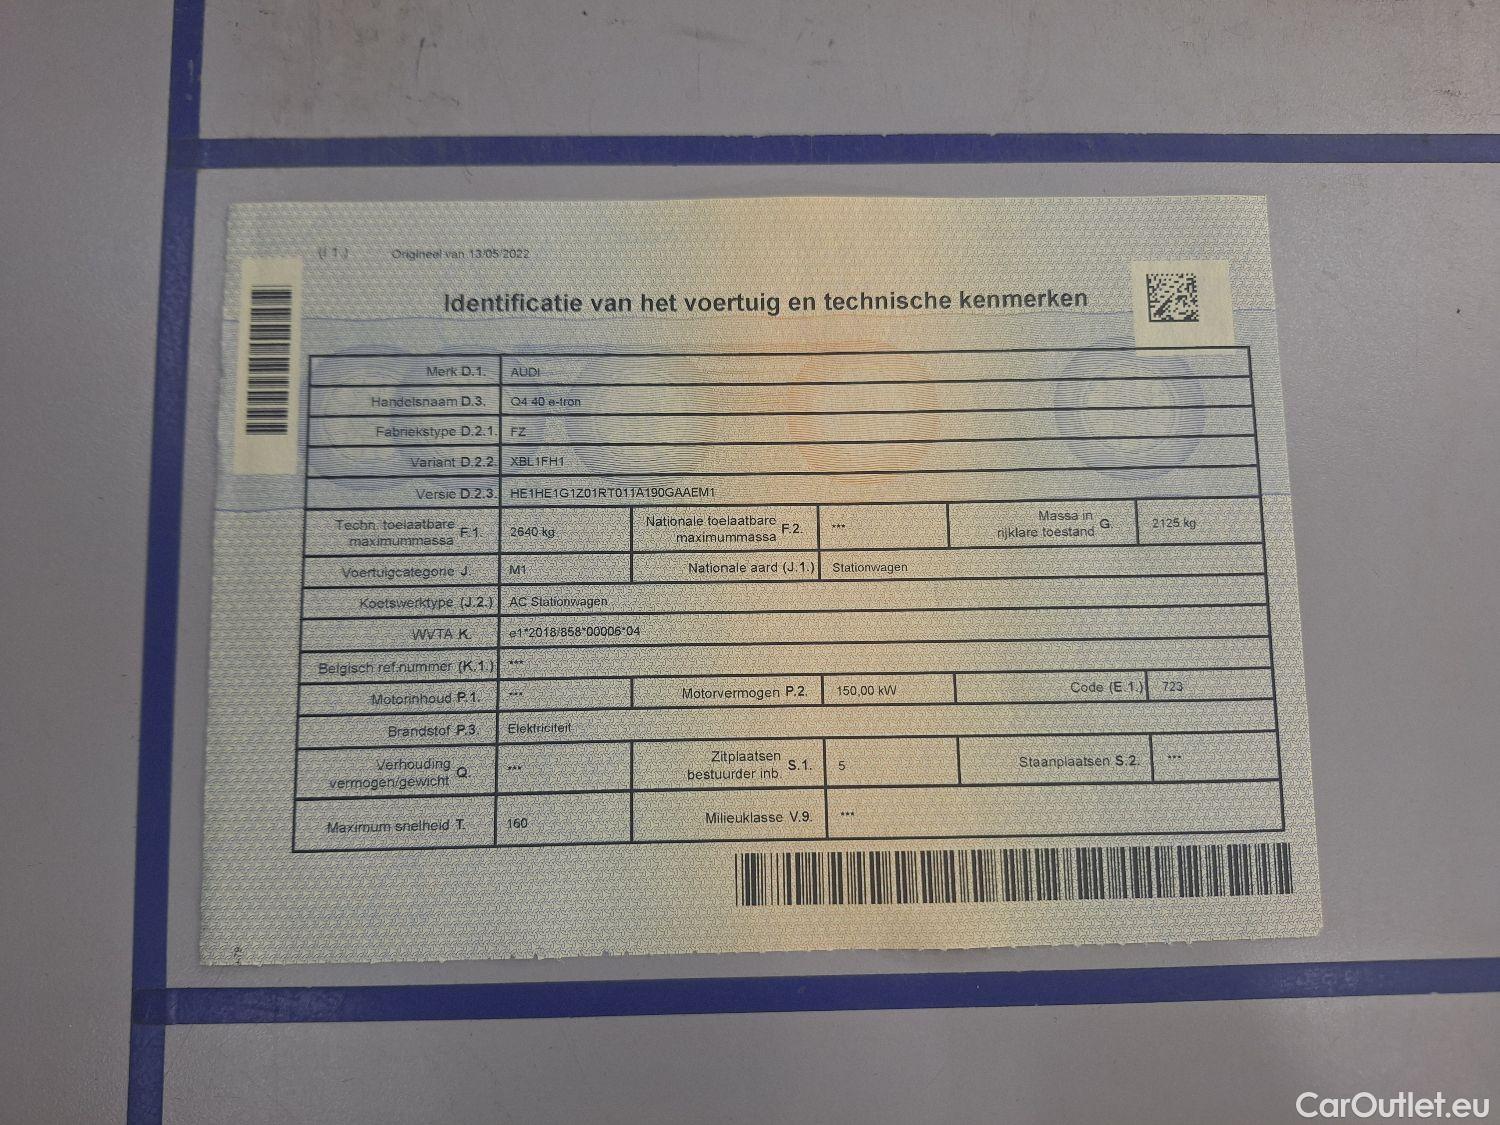 (I.1.) Origineel van 13/05/2022
Identificatie van het voertuig en technische kenmerken
Merk D.1. AUDI
Handelsnaam D.3. Q4 40 e-tron
Fabriekstype D.2.1. FZ
Variant D.2.2. XBL1FH1
Versie D.2.3. HE1HE1G1Z01RT011A190GAAEM1
Techn. toelaatbare maximummassa F.1. 2640 kg Nationale toelaatbare maximummassa F.2. *** Massa in rijklare toestand G. 2125 kg
Voertuigcategorie J. M1 Nationale aard (J.1.) Stationwagen
Koetswerktype (J.2.) AC Stationwagen
WVTA K. e1*2018/858*00006*04
Belgisch ref.nummer (K.1.) ***
Motorinhoud P.1. *** Motorvermogen P.2. 150,00 kW Code (E.1.) 723
Brandstof P.3. Elektriciteit
Verhouding vermogen/gewicht Q. *** Zitplaatsen bestuurder inb. S.1. 5 Staanplaatsen S.2. ***
Maximum snelheid T. 160 Milieuklasse V.9. ***
CarOutlet.eu